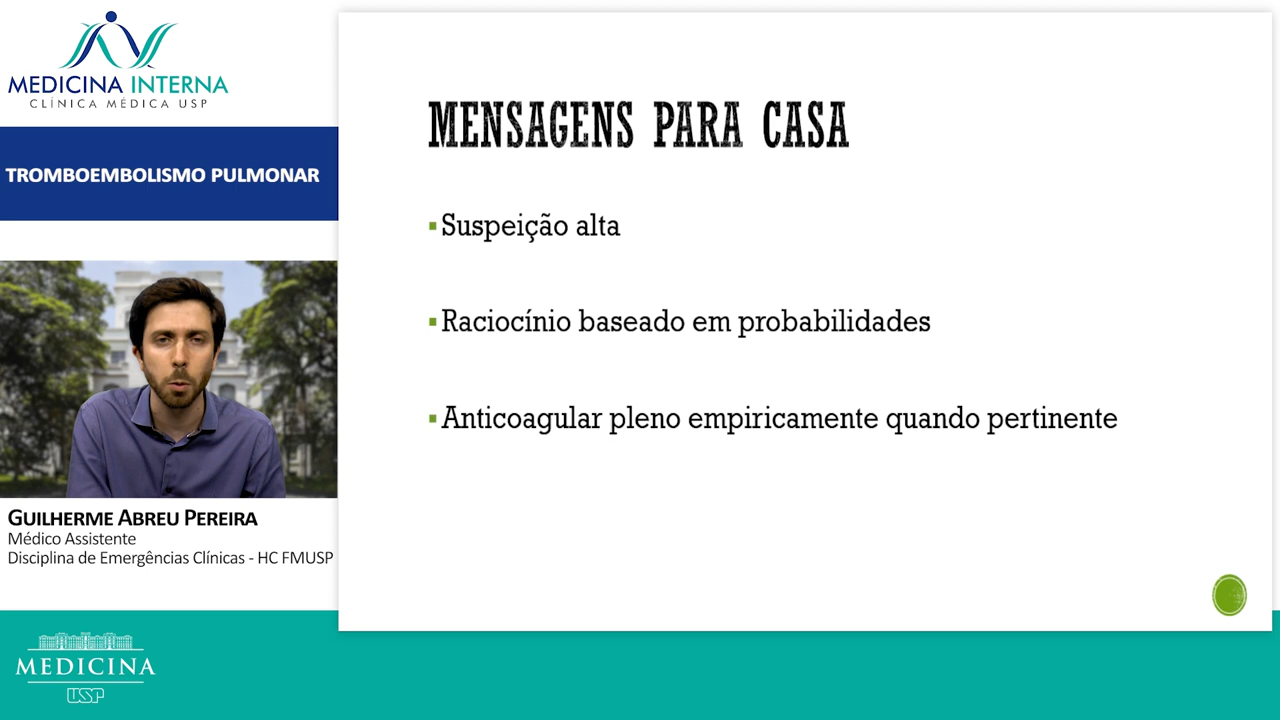 MEDICINA INTERNA
CLÍNICA MÉDICA USP
TROMBOEMBOLISMO PULMONAR
GUILHERME ABREU PEREIRA
Médico Assistente
Disciplina de Emergências Clínicas - HC FMUSP
MEDICINA
USP
MENSAGENS PARA CASA
▪Suspeição alta
▪Raciocínio baseado em probabilidades
▪Anticoagular pleno empiricamente quando pertinente